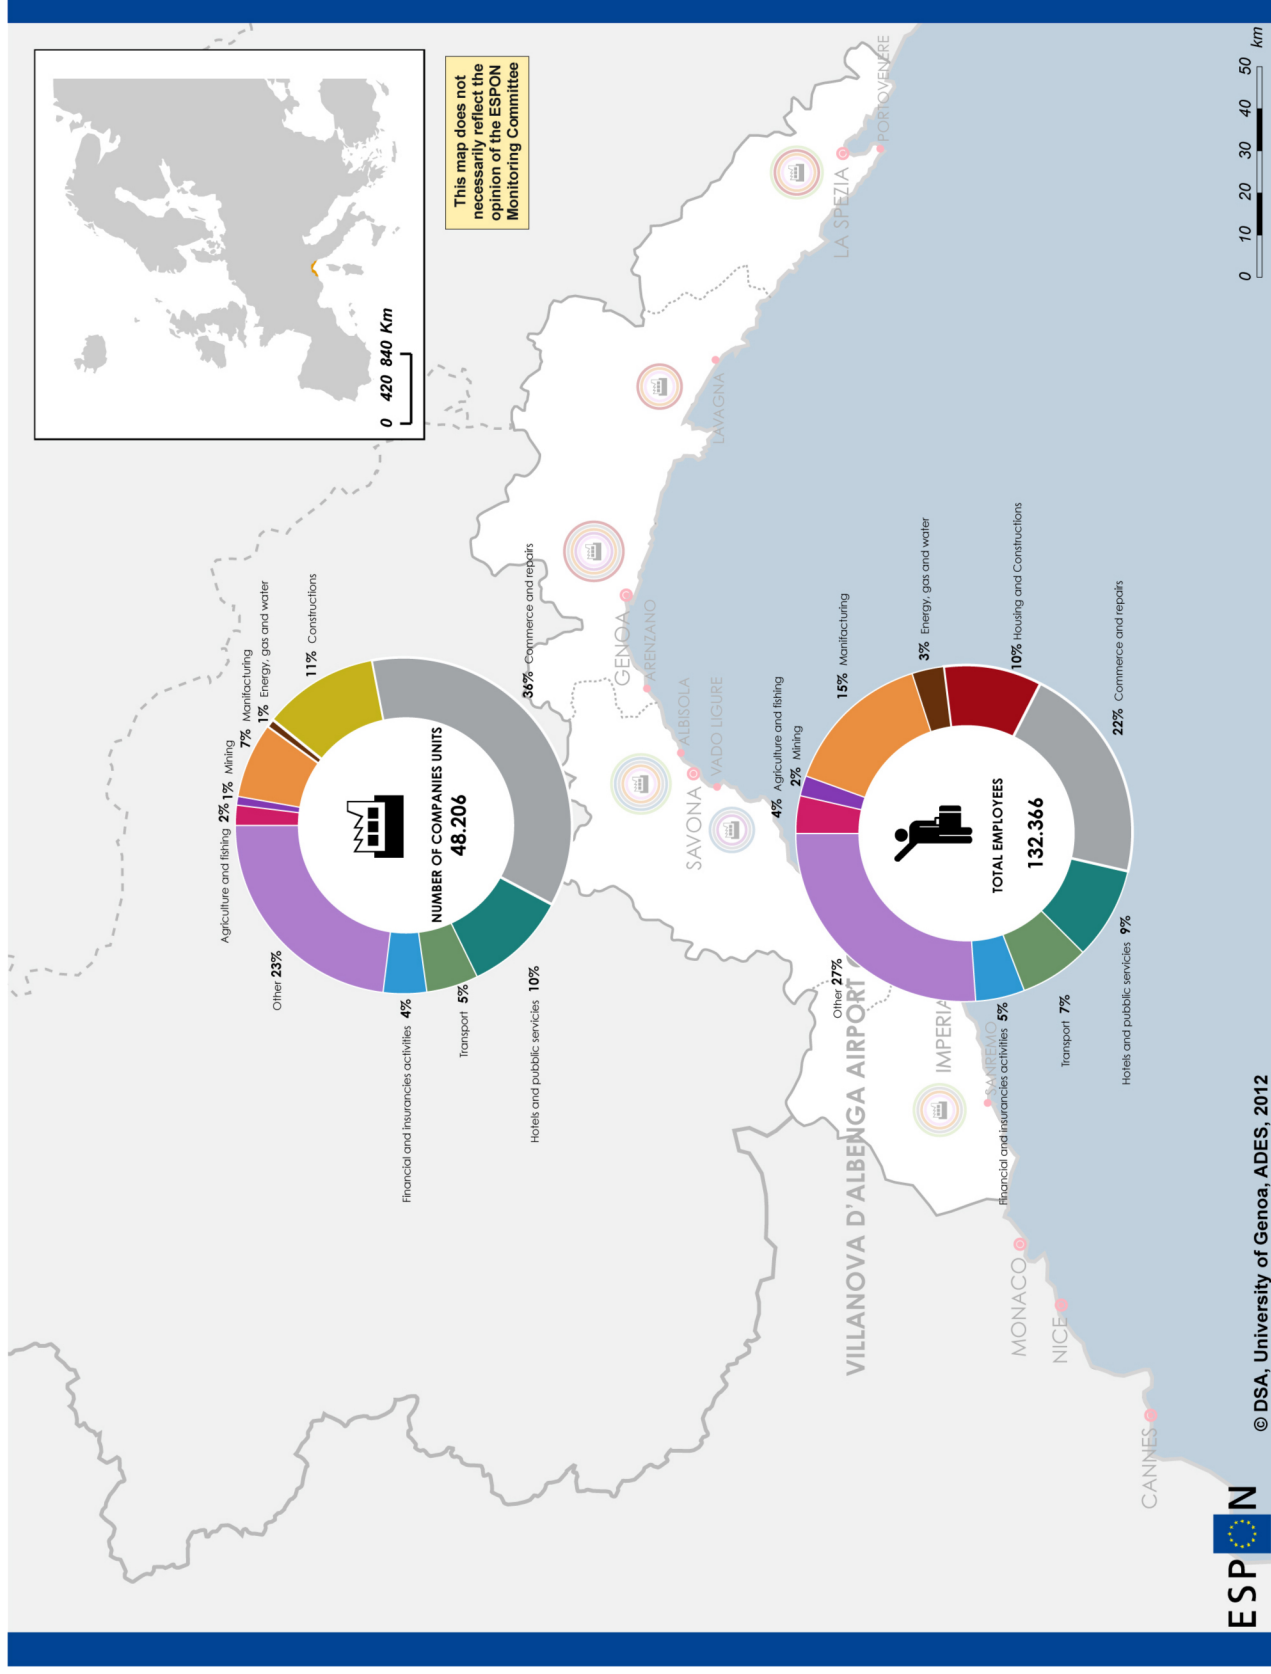 This map does not
necessarily reflect the
opinion of the ESPON
Monitoring Committee
0 420 840 Km
Agriculture and fishing 2%
1% Mining
7% Manifacturing
1% Energy, gas and water
11% Constructions
36% Commerce and repairs
Hotels and pubblic servicies 10%
Transport 5%
Financial and insurancies activities 4%
Other 23%
NUMBER OF COMPANIES UNITS
48.206
4% Agriculture and fishing
2% Mining
15% Manifacturing
3% Energy, gas and water
10% Housing and Constructions
22% Commerce and repairs
Hotels and pubblic servicies 9%
Transport 7%
Financial and insurancies activities 5%
Other 27%
TOTAL EMPLOYEES
132.366
GENOA
ARENZANO
ALBISOLA
SAVONA
VADO LIGURE
LAVAGNA
LA SPEZIA
PORTOVENERE
VILLANOVA D'ALBENGA AIRPORT
IMPERIA
SANREMO
MONACO
NICE
CANNES
ESPON
© DSA, University of Genoa, ADES, 2012
0 10 20 30 40 50 km